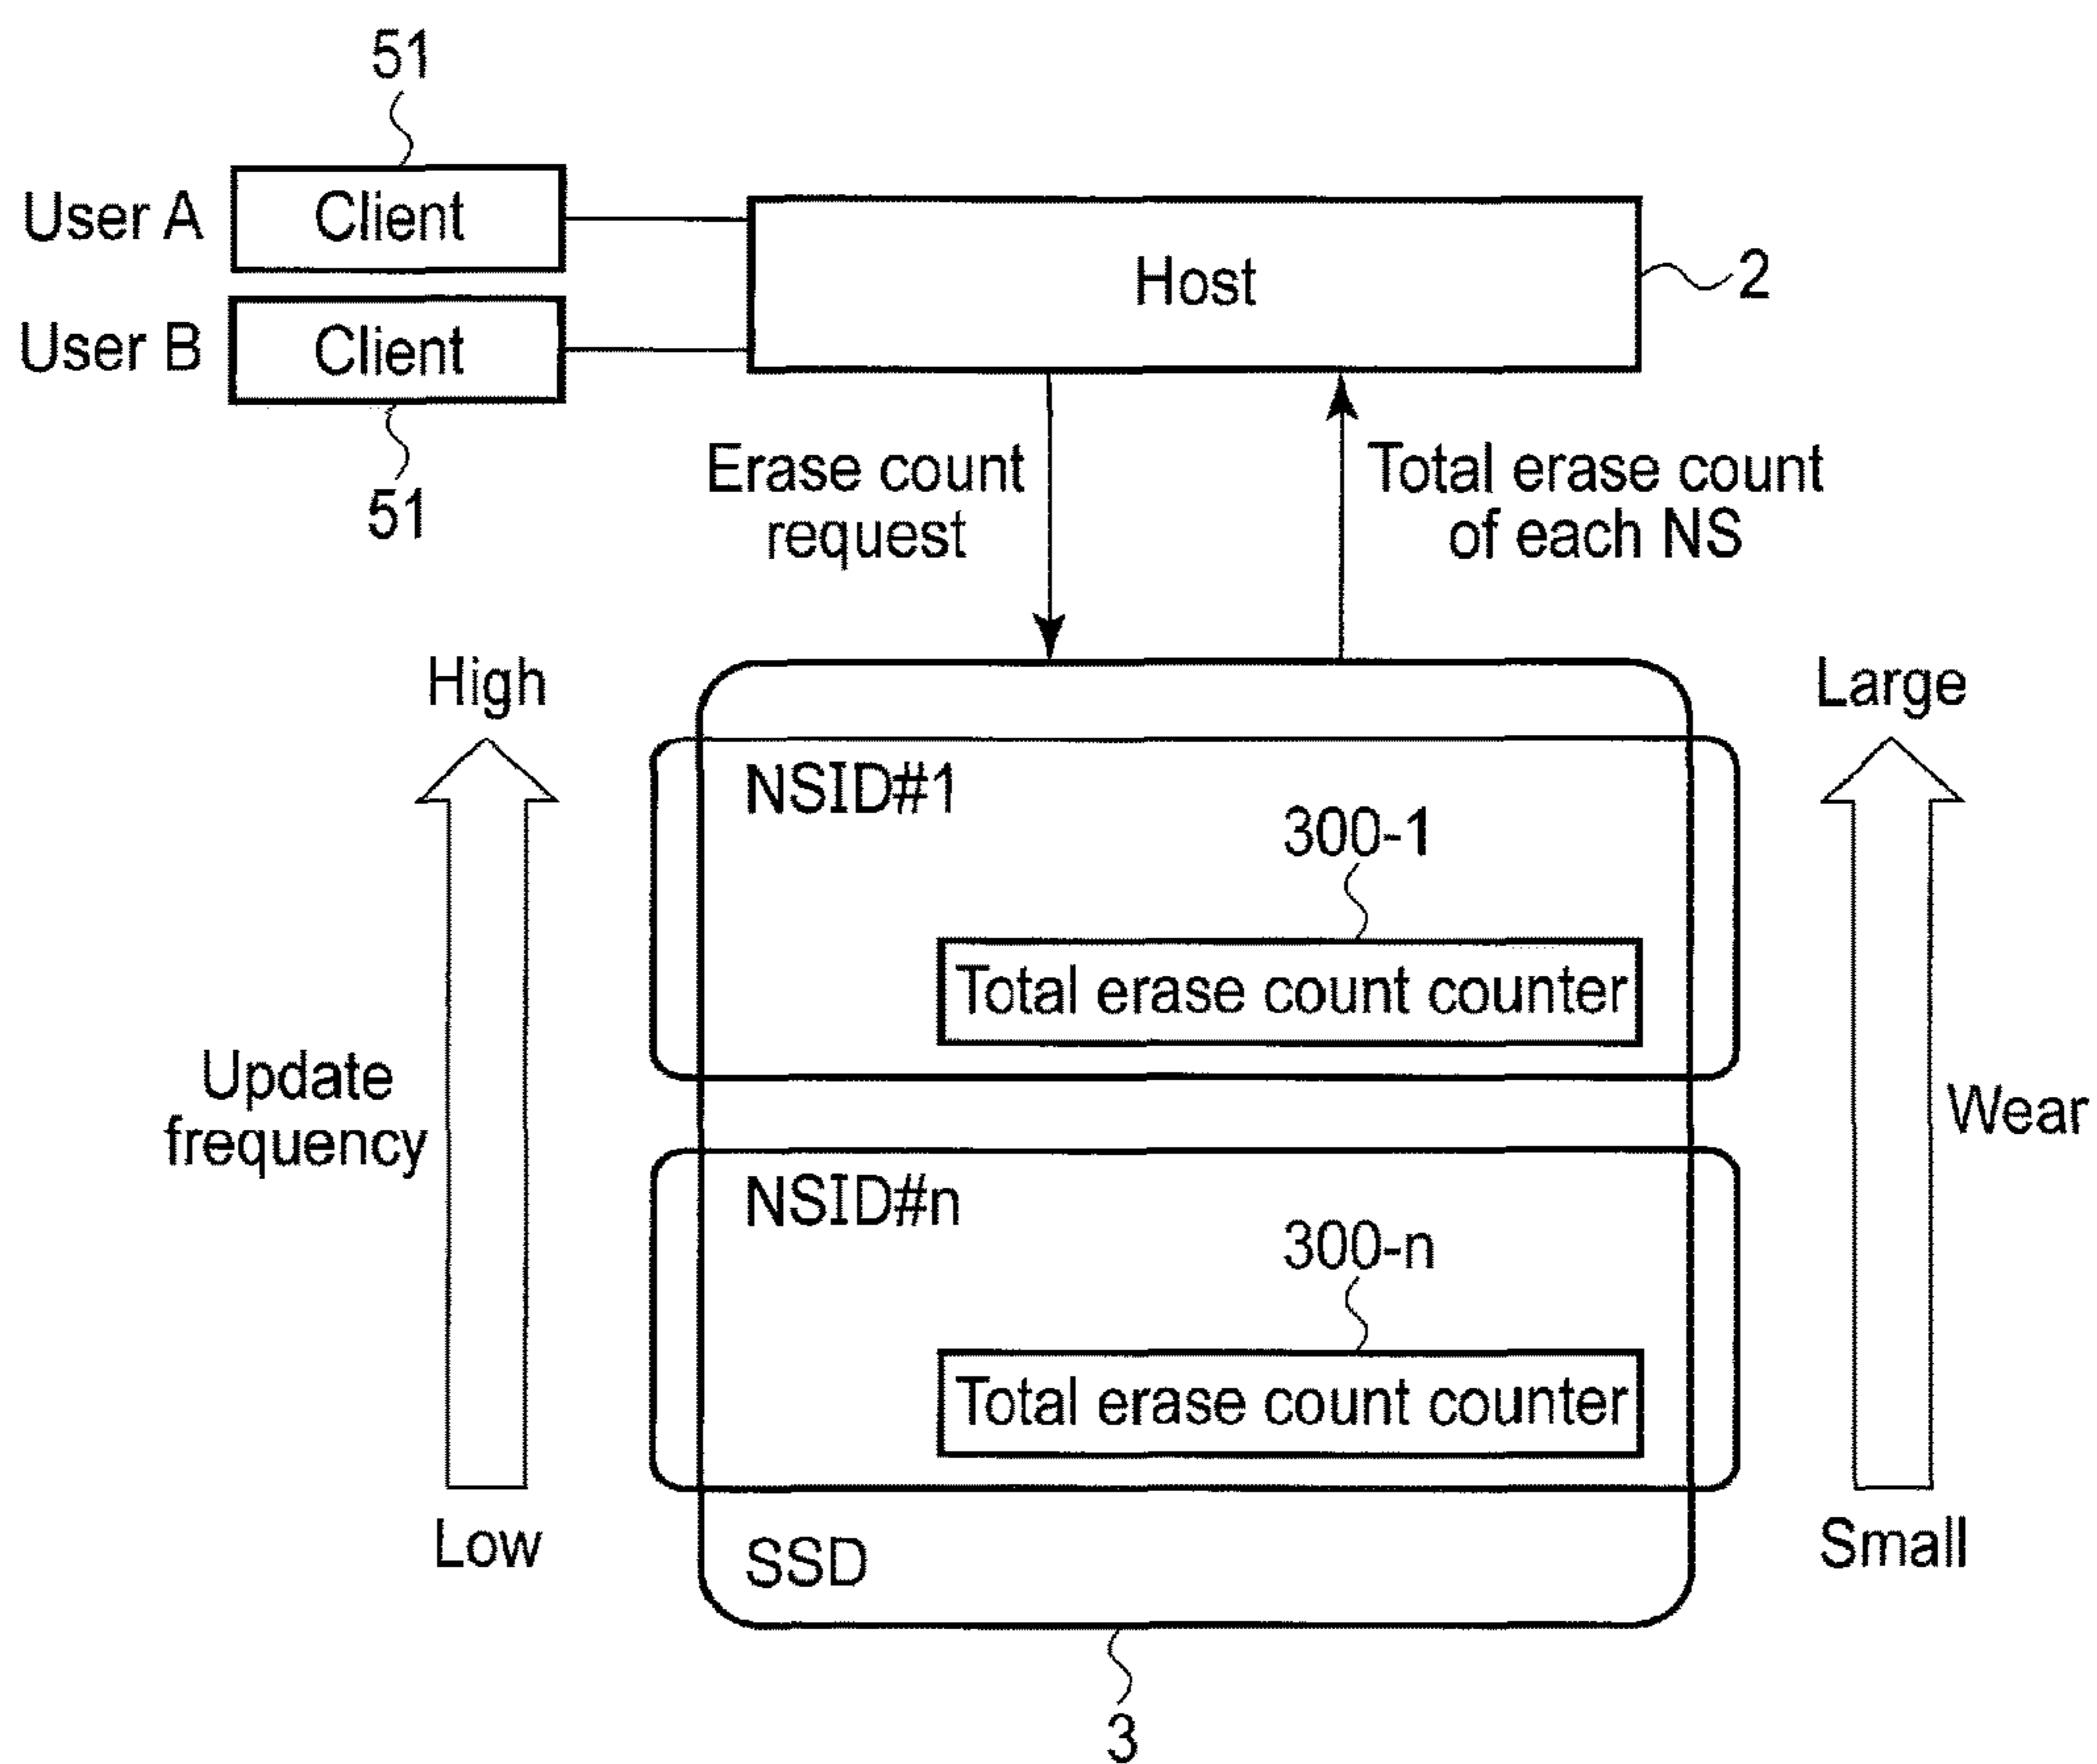 51
User A
Client
Host
2
User B
Client
51
Erase count
request
Total erase count
of each NS
High
Large
NSID#1
300-1
Total erase count counter
Update
frequency
Wear
NSID#n
300-n
Total erase count counter
Low
SSD
Small
3